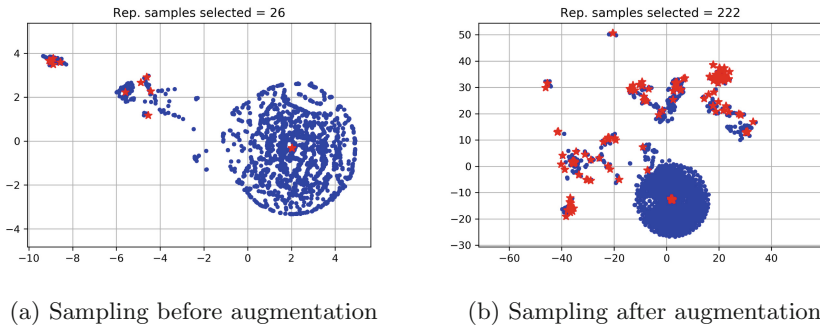 Rep. samples selected = 26
4
2
0
−2
−4
−10 −8 −6 −4 −2 0 2 4
(a) Sampling before augmentation
Rep. samples selected = 222
50
40
30
20
10
0
−10
−20
−30
−60 −40 −20 0 20 40
(b) Sampling after augmentation